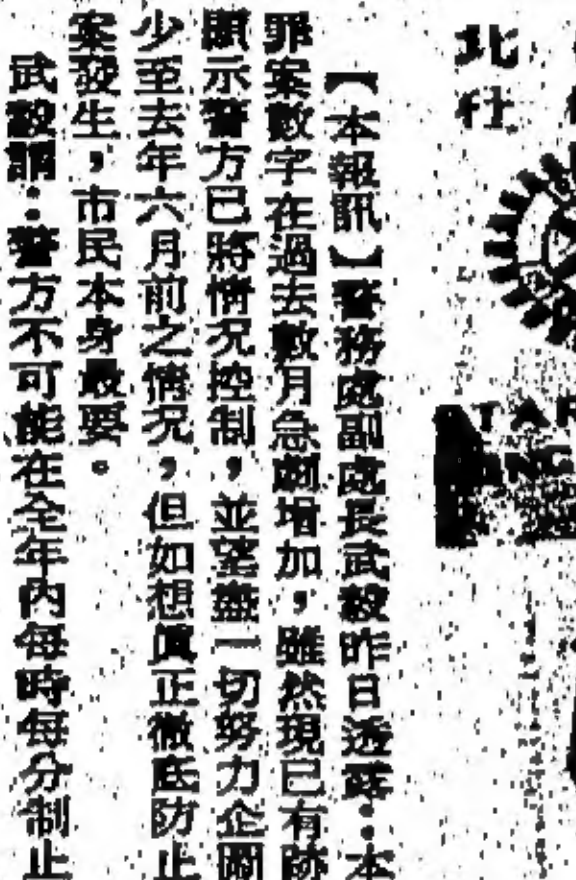 北
【本報訊】警務處副處長武毅昨日透露：本
罪案數字在過去數月急劇增加，雖然現已有跡
顯示警方已將情况控制，並望盡一切努力企圖
少至去年六月前之情况，但如想眞正徹底防止
案發生，市民本身最要。
武毅謂：警方不可能在全年內每時每分制止